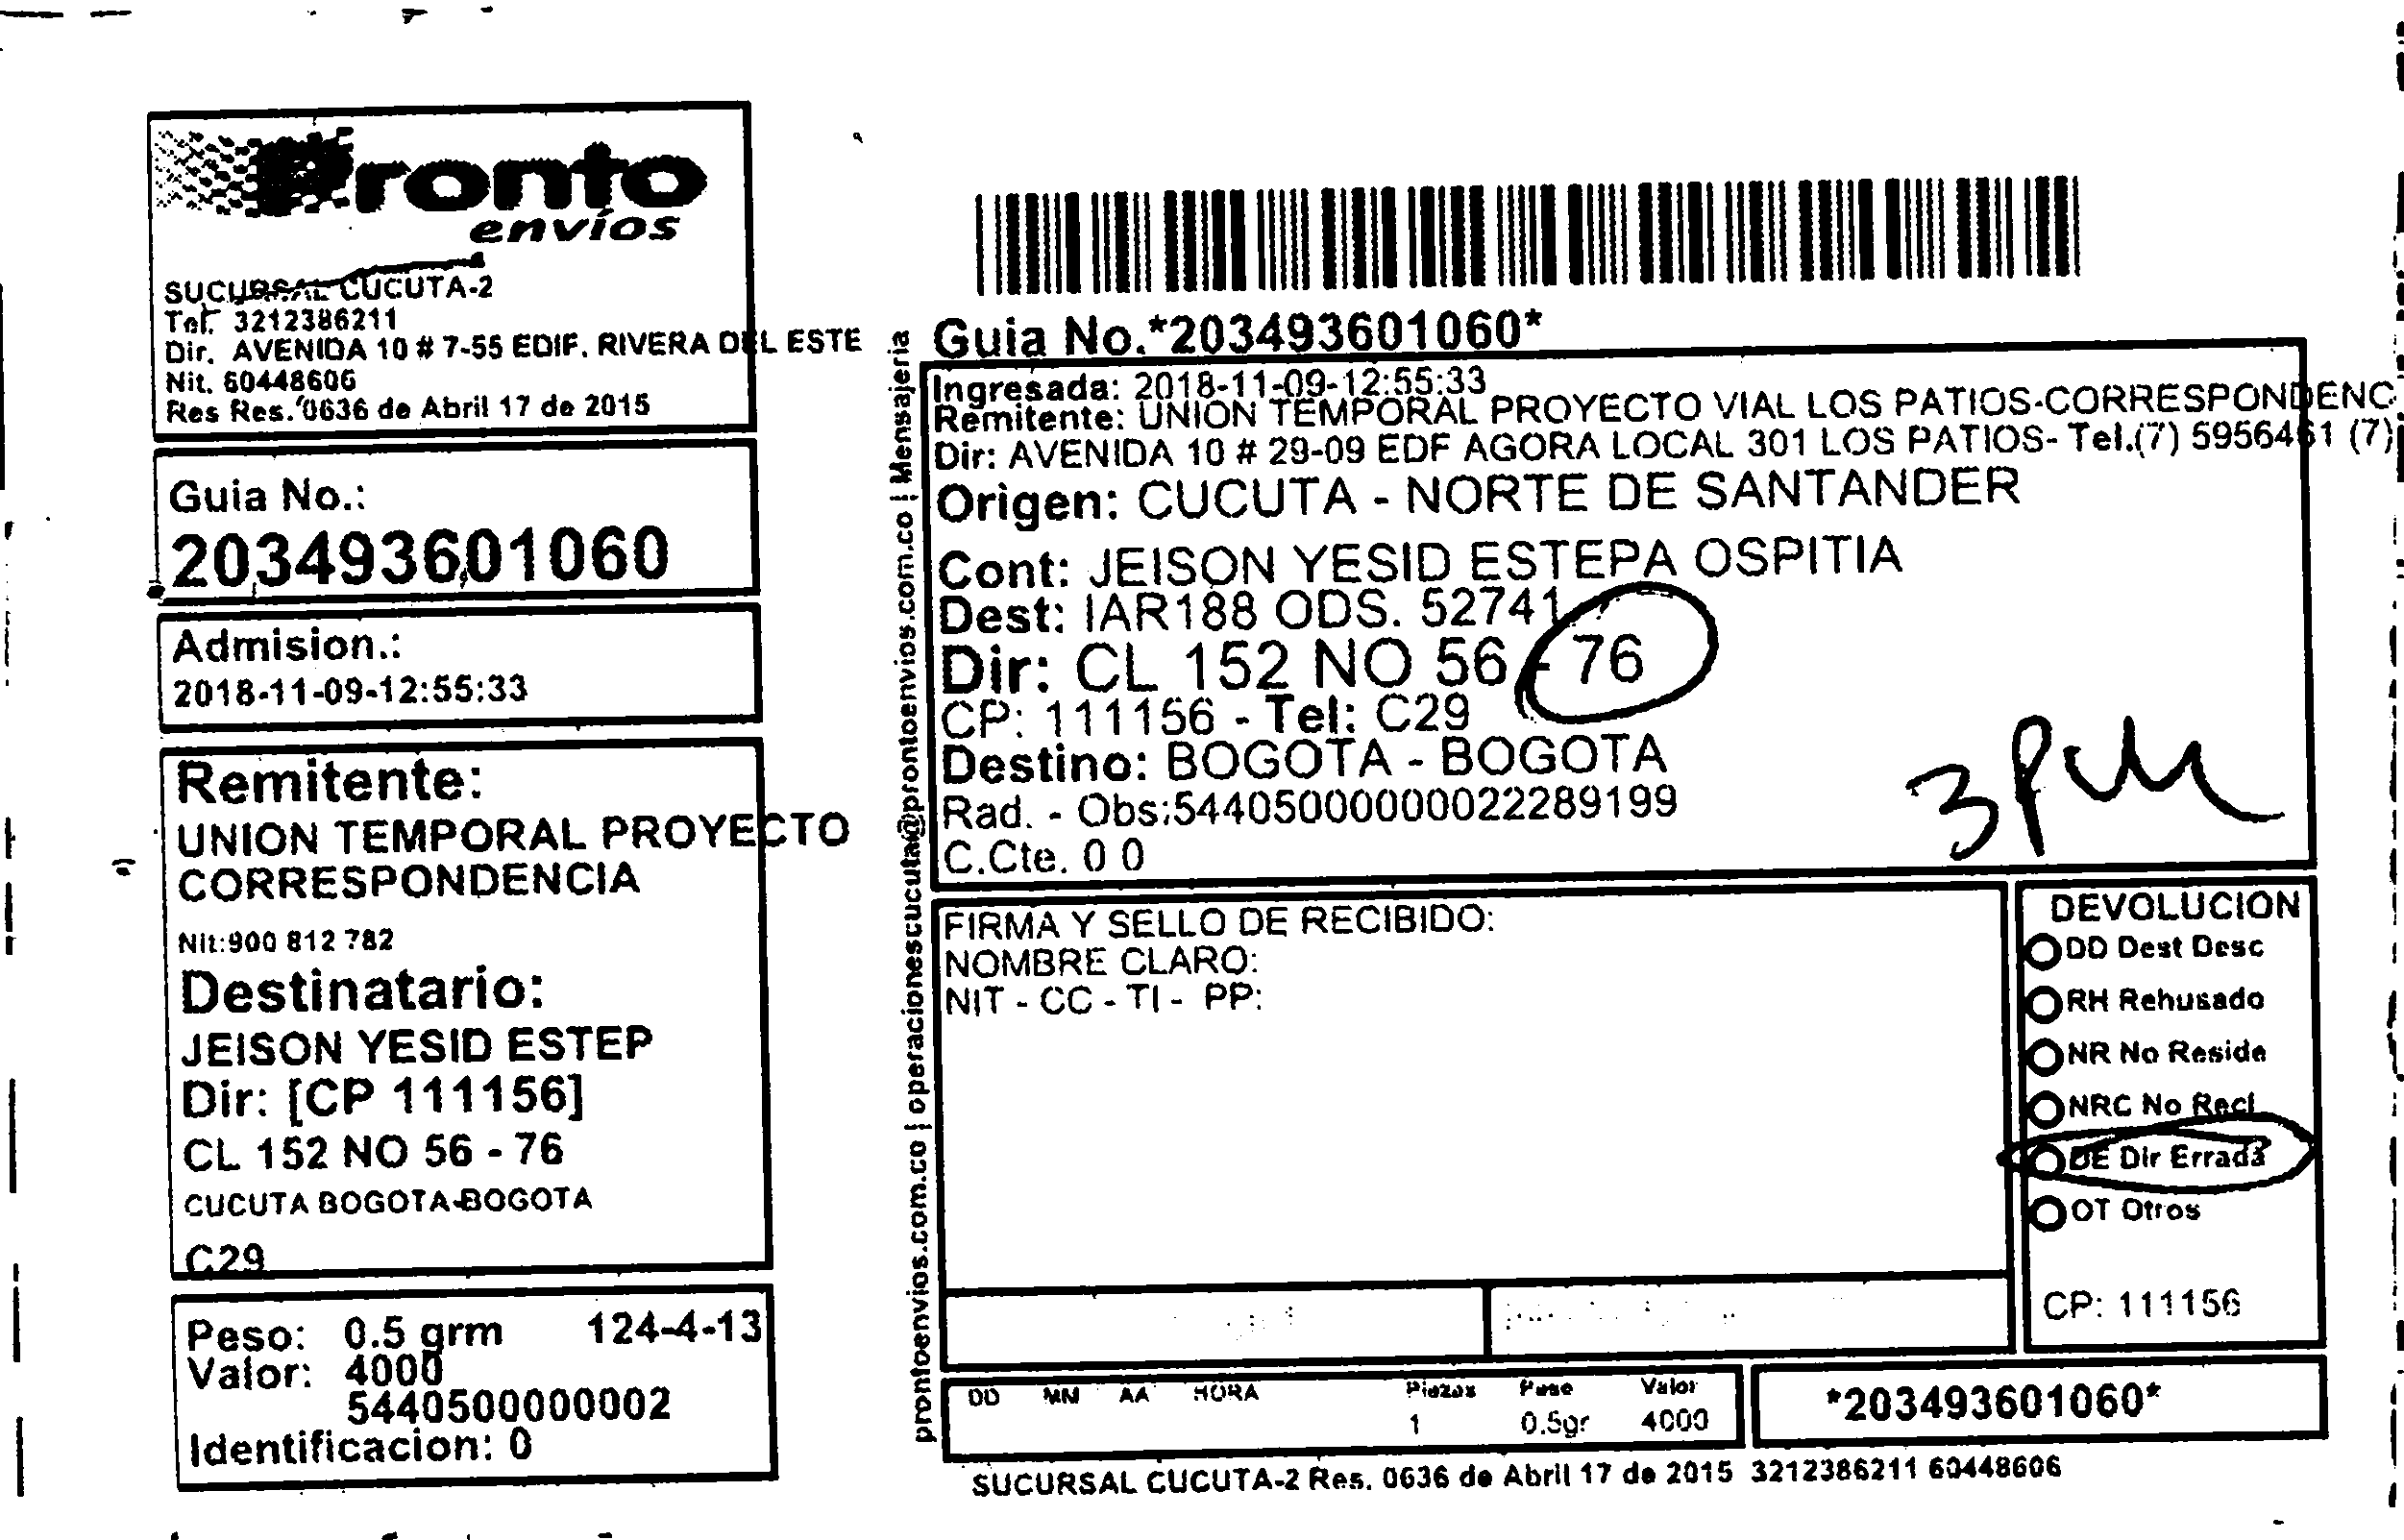 Pronto
envíos
SUCURSAL CUCUTA-2
Tel. 3212386211
Dir. AVENIDA 10 # 7-55 EDIF. RIVERA DEL ESTE
Nit. 60448606
Res Res. 0636 de Abril 17 de 2015
Guia No.:
203493601060
Admision.:
2018-11-09-12:55:33
Remitente:
UNION TEMPORAL PROYECTO
CORRESPONDENCIA
Nit:900 812 782
Destinatario:
JEISON YESID ESTEP
Dir: [CP 111156]
CL 152 NO 56 - 76
CUCUTA BOGOTA-BOGOTA
C29
Peso: 0.5 grm 124-4-13
Valor: 4000
5440500000002
Identificacion: 0
prontoenvios.com.co | operacionescucuta@prontoenvios.com.co | Mensajeria
Guia No.*203493601060*
Ingresada: 2018-11-09-12:55:33
Remitente: UNION TEMPORAL PROYECTO VIAL LOS PATIOS-CORRESPONDENC
Dir: AVENIDA 10 # 29-09 EDF AGORA LOCAL 301 LOS PATIOS- Tel.(7) 5956461 (7)
Origen: CUCUTA - NORTE DE SANTANDER
Cont: JEISON YESID ESTEPA OSPITIA
Dest: IAR188 ODS. 52741
Dir: CL 152 NO 56 - 76
CP: 111156 - Tel: C29
Destino: BOGOTA - BOGOTA
Rad. - Obs:544050000000022289199
C.Cte. 0 0
3pm
FIRMA Y SELLO DE RECIBIDO:
NOMBRE CLARO:
NIT - CC - TI - PP:
DEVOLUCION
DD Dest Desc
RH Rehusado
NR No Reside
NRC No Recl
DE Dir Errada
OT Otros
CP: 111156
DD MM AA HORA Piezas Peso Valor
1 0.5gr 4000
*203493601060*
SUCURSAL CUCUTA-2 Res. 0636 de Abril 17 de 2015 3212386211 60448606